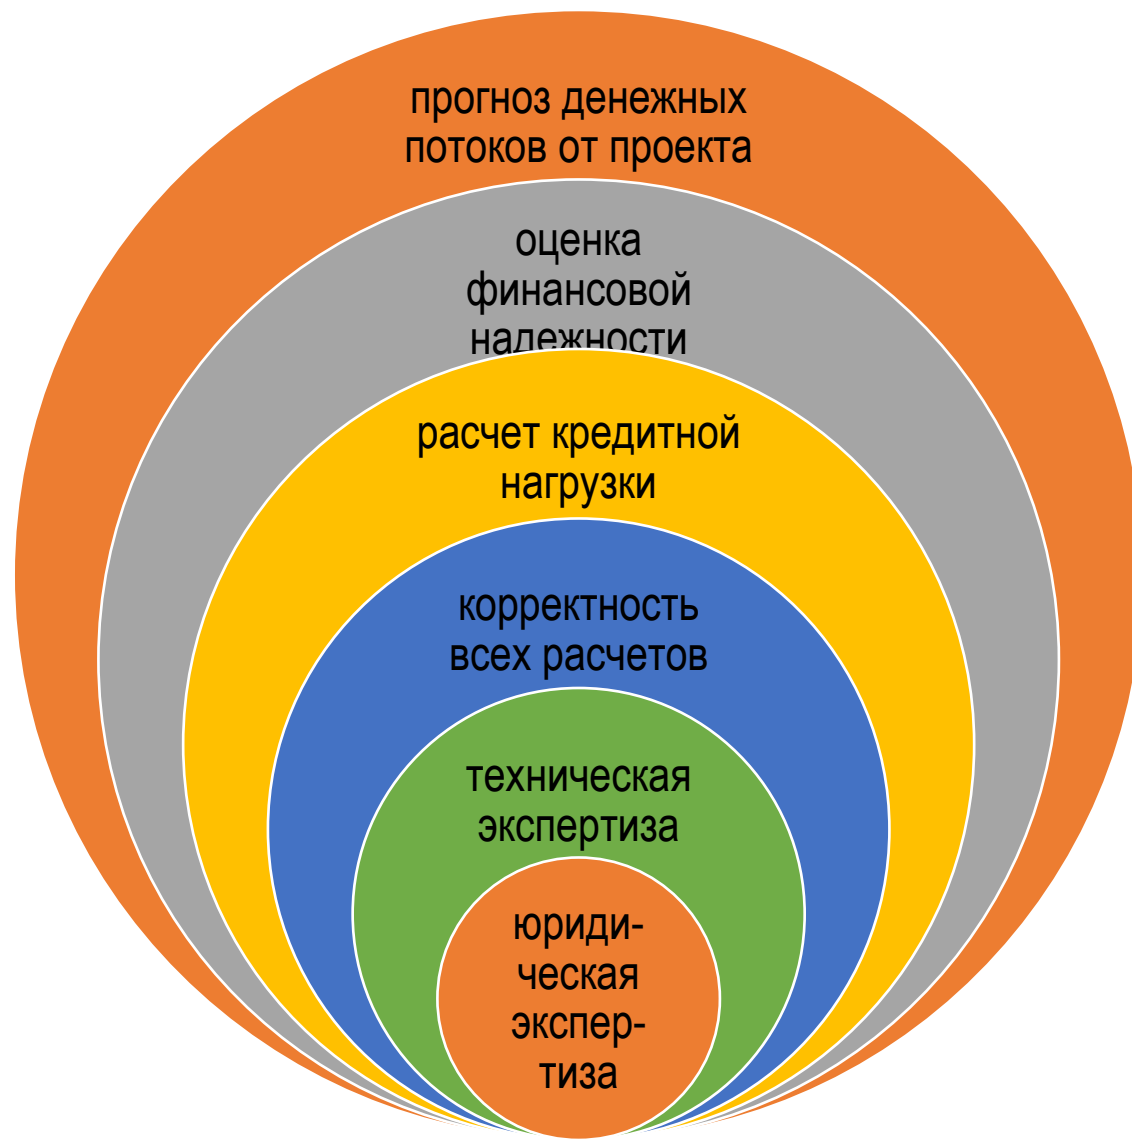 прогноз денежных
потоков от проекта
оценка
финансовой
надежности
расчет кредитной
нагрузки
корректность
всех расчетов
техническая
экспертиза
юриди-
ческая
экспер-
тиза